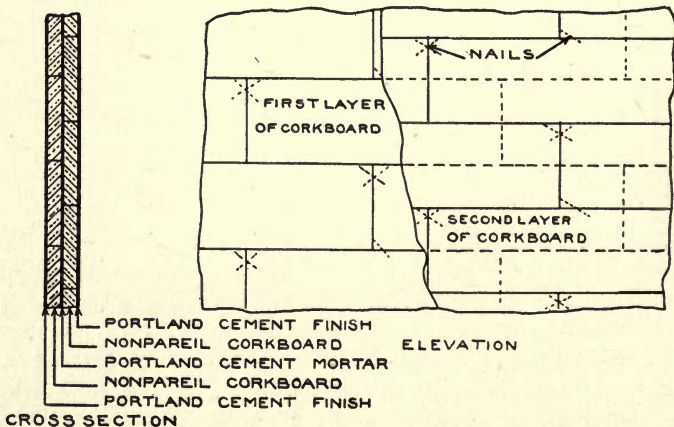 NAILS
FIRST LAYER
OF CORKBOARD
SECOND LAYER
OF CORKBOARD
PORTLAND CEMENT FINISH
NONPAREIL CORKBOARD
ELEVATION
PORTLAND CEMENT MORTAR
NONPAREIL CORKBOARD
PORTLAND CEMENT FINISH
CROSS SECTION